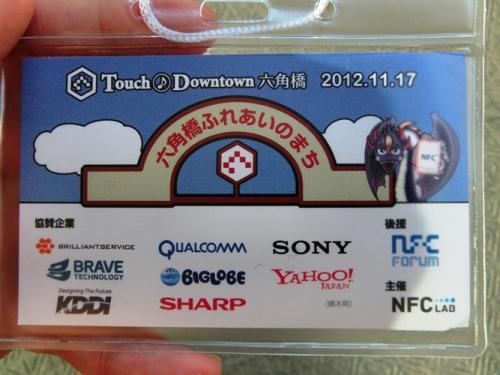 Touch♪Downtown 六角橋 2012.11.17
六角橋ふれあいのまち
NFC
協賛企業
後援
BRILLIANTSERVICE
QUALCOMM
SONY
NFC FORUM
BRAVE TECHNOLOGY
BIGLOBE
YAHOO! JAPAN
主催
Designing The Future
KDDI
SHARP
(順不同)
NFC LAB